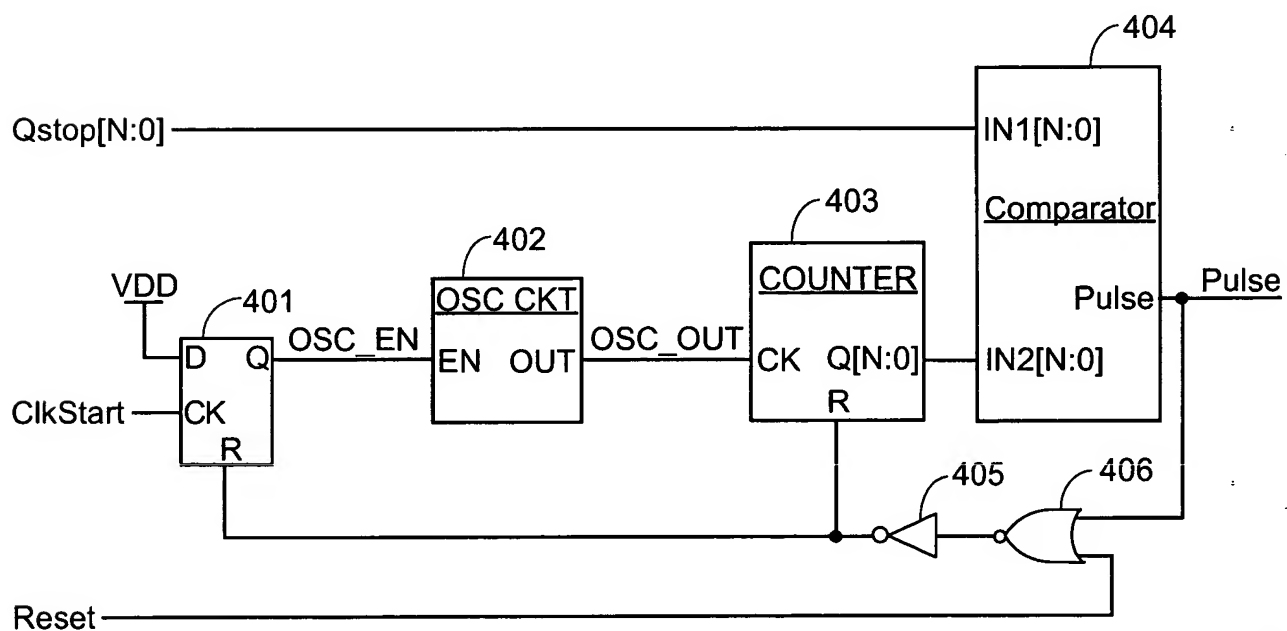 404
Qstop[N:0]
IN1[N:0]
403
Comparator
402
COUNTER
VDD
401
OSC CKT
Pulse
Pulse
OSC_EN
OSC_OUT
D
Q
EN
OUT
CK
Q[N:0]
IN2[N:0]
ClkStart
CK
R
R
405
406
Reset